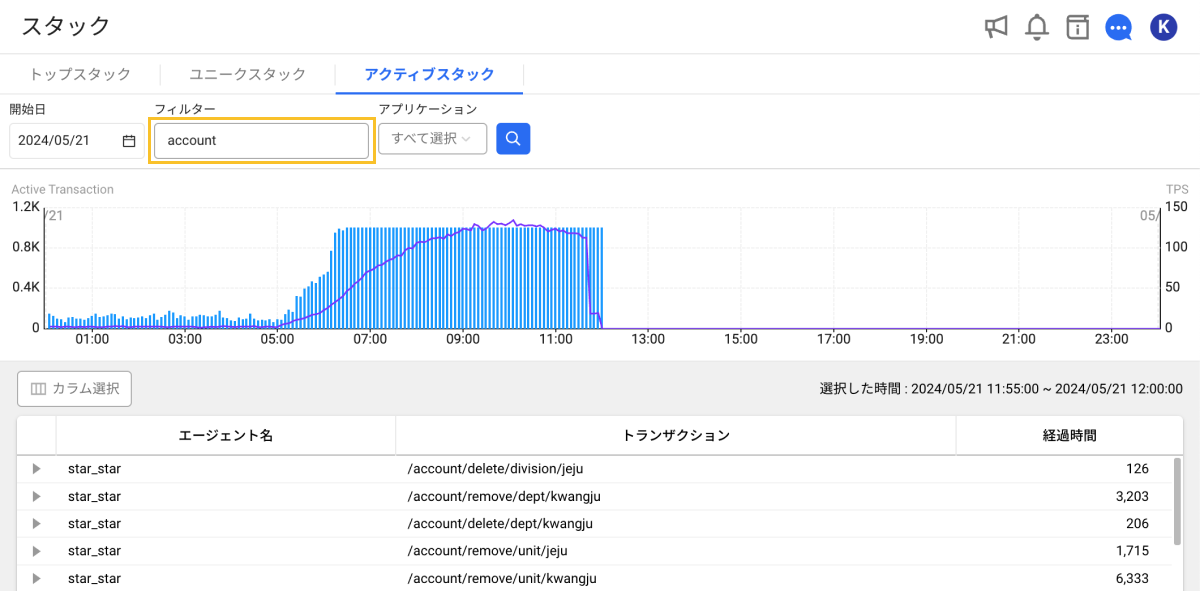 スタック
K
トップスタック ユニークスタック アクティブスタック
開始日 フィルター アプリケーション
2024/05/21 account すべて選択
Active Transaction TPS
1.2K /21 05/ 150
0.8K 100
0.4K 50
0 0
01:00 03:00 05:00 07:00 09:00 11:00 13:00 15:00 17:00 19:00 21:00 23:00
カラム選択 選択した時間 : 2024/05/21 11:55:00 ~ 2024/05/21 12:00:00
エージェント名 トランザクション 経過時間
star_star /account/delete/division/jeju 126
star_star /account/remove/dept/kwangju 3,203
star_star /account/delete/dept/kwangju 206
star_star /account/remove/unit/jeju 1,715
star_star /account/remove/unit/kwangju 6,333